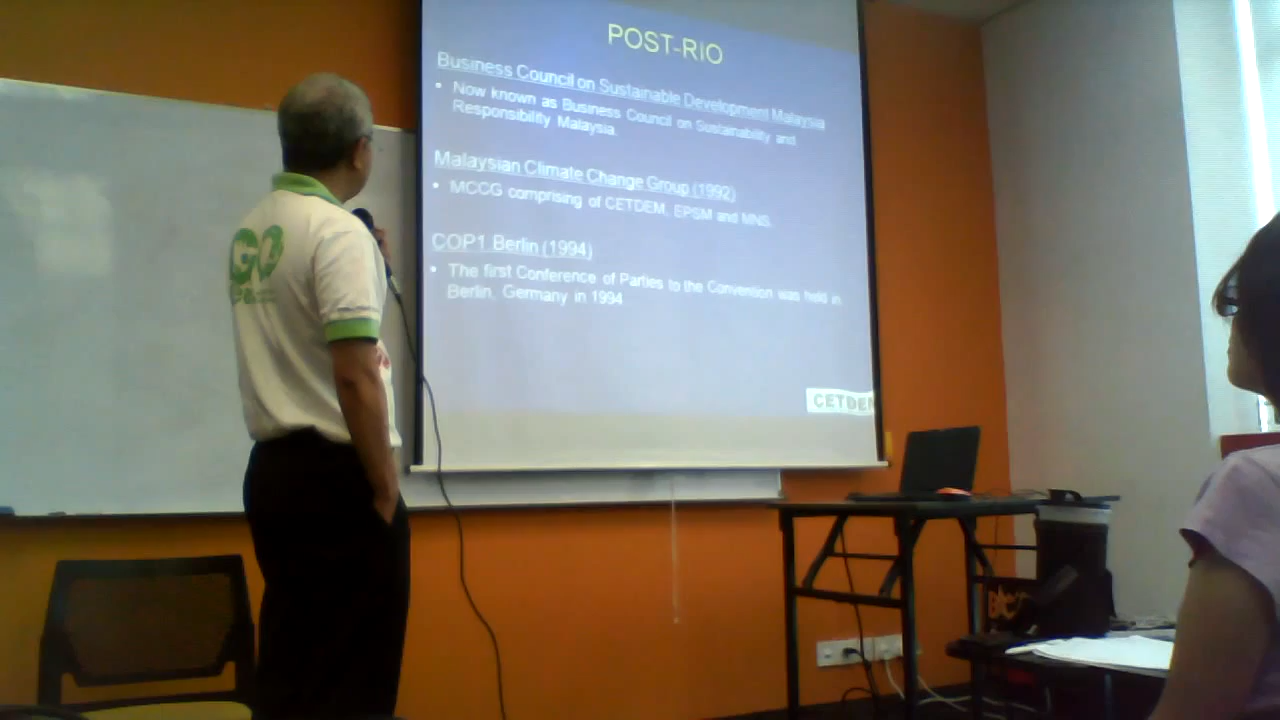 POST-RIO
Business Council on Sustainable Development Malaysia
• Now known as Business Council on Sustainability and
Responsibility Malaysia.
Malaysian Climate Change Group (1992)
• MCCG comprising of CETDEM, EPSM and MNS.
COP1 Berlin (1994)
• The first Conference of Parties to the Convention was held in
Berlin, Germany in 1994
CETDEM
GO